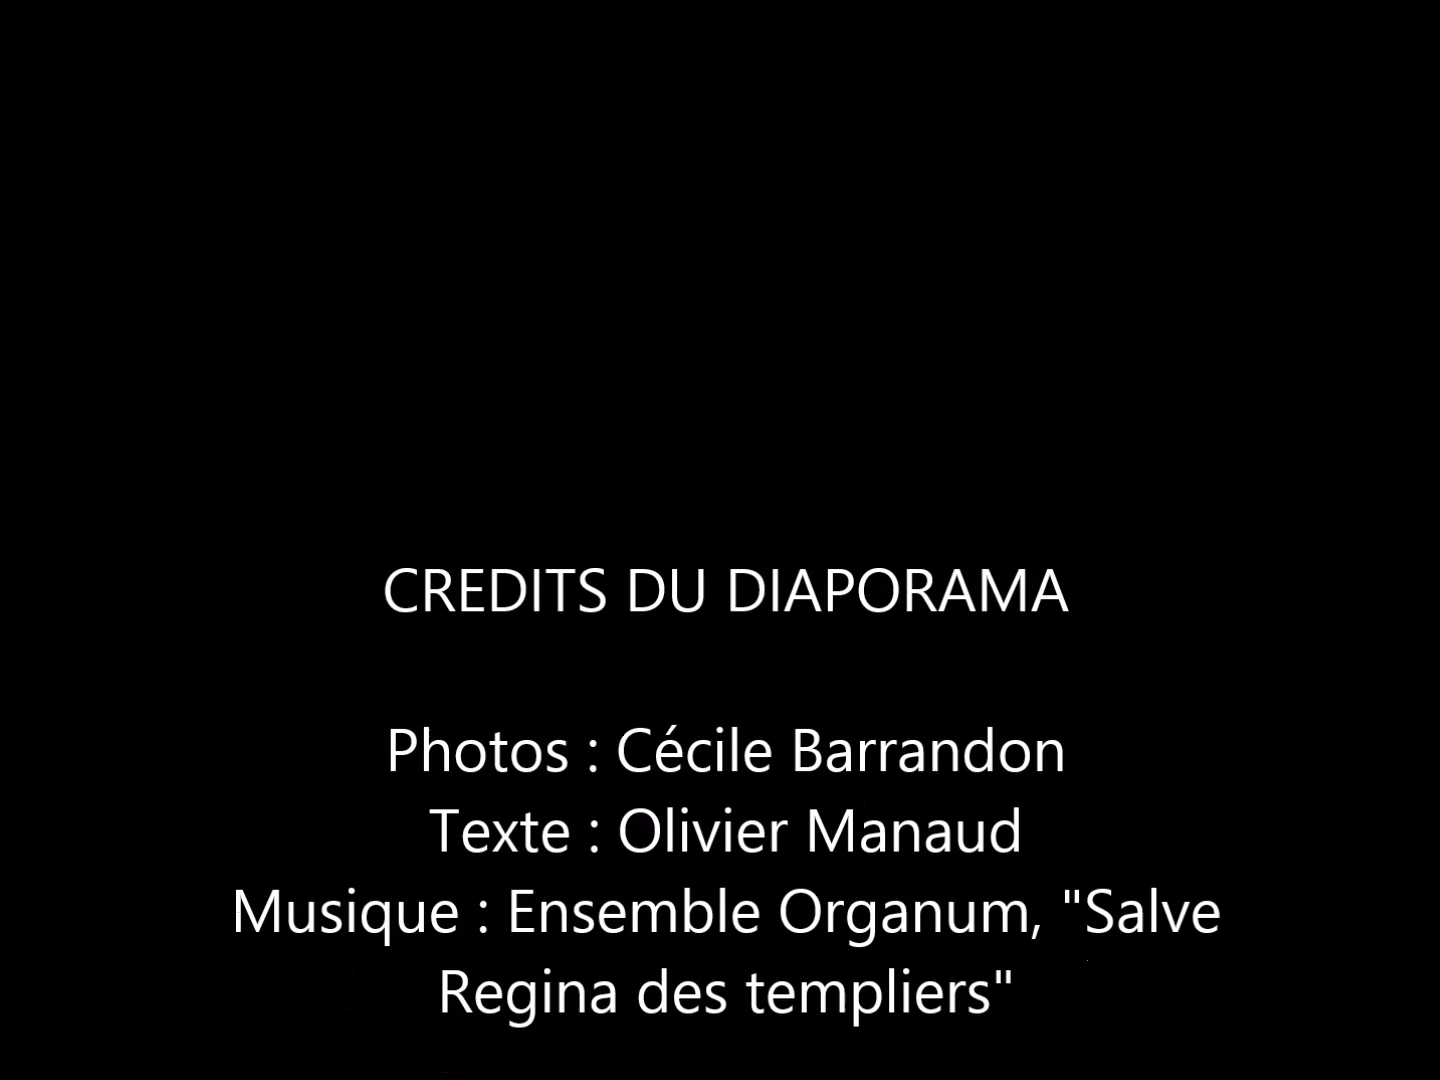 CREDITS DU DIAPORAMA
Photos : Cécile Barrandon
Texte : Olivier Manaud
Musique : Ensemble Organum, "Salve
Regina des templiers"